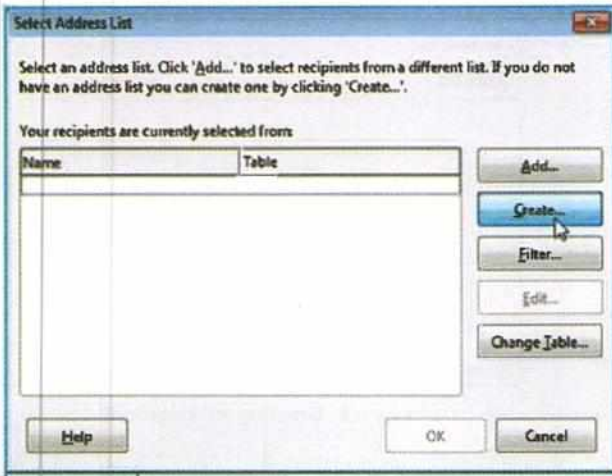 Select Address List
Select an address list. Click 'Add...' to select recipients from a different list. If you do not
have an address list you can create one by clicking 'Create...'.
Your recipients are currently selected from:
Name Table
Add...
Create...
Filter...
Edit...
Change Table...
Help OK Cancel